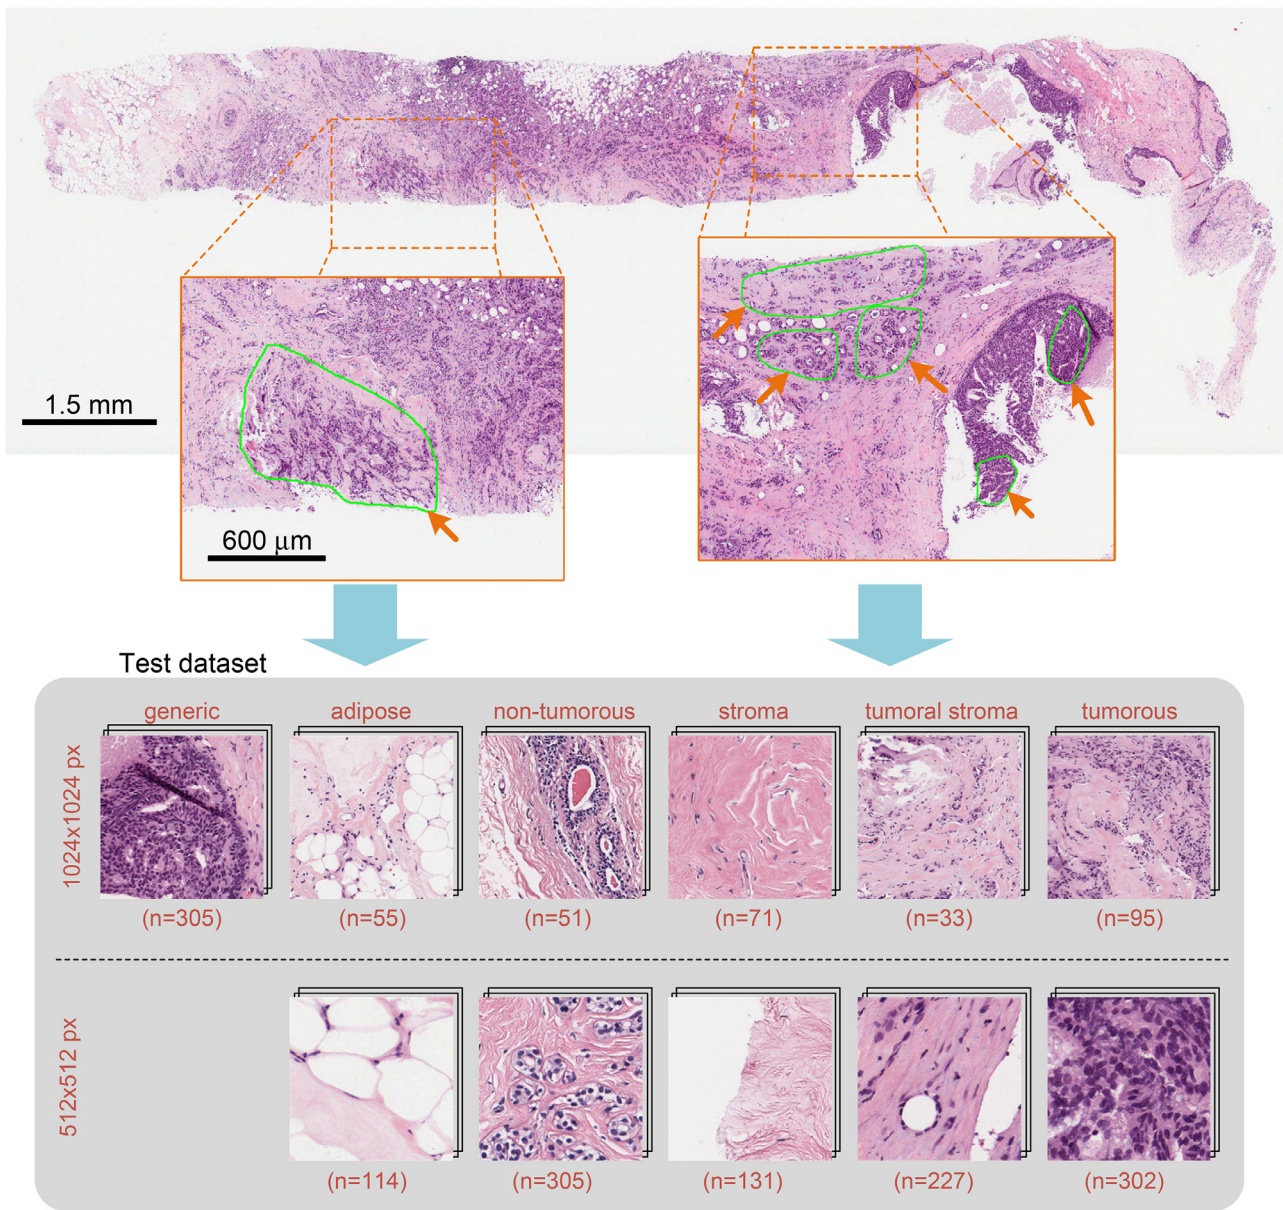 1.5 mm
600 μm
Test dataset
generic adipose non-tumorous stroma tumoral stroma tumorous
1024x1024 px
(n=305) (n=55) (n=51) (n=71) (n=33) (n=95)
512x512 px
(n=114) (n=305) (n=131) (n=227) (n=302)